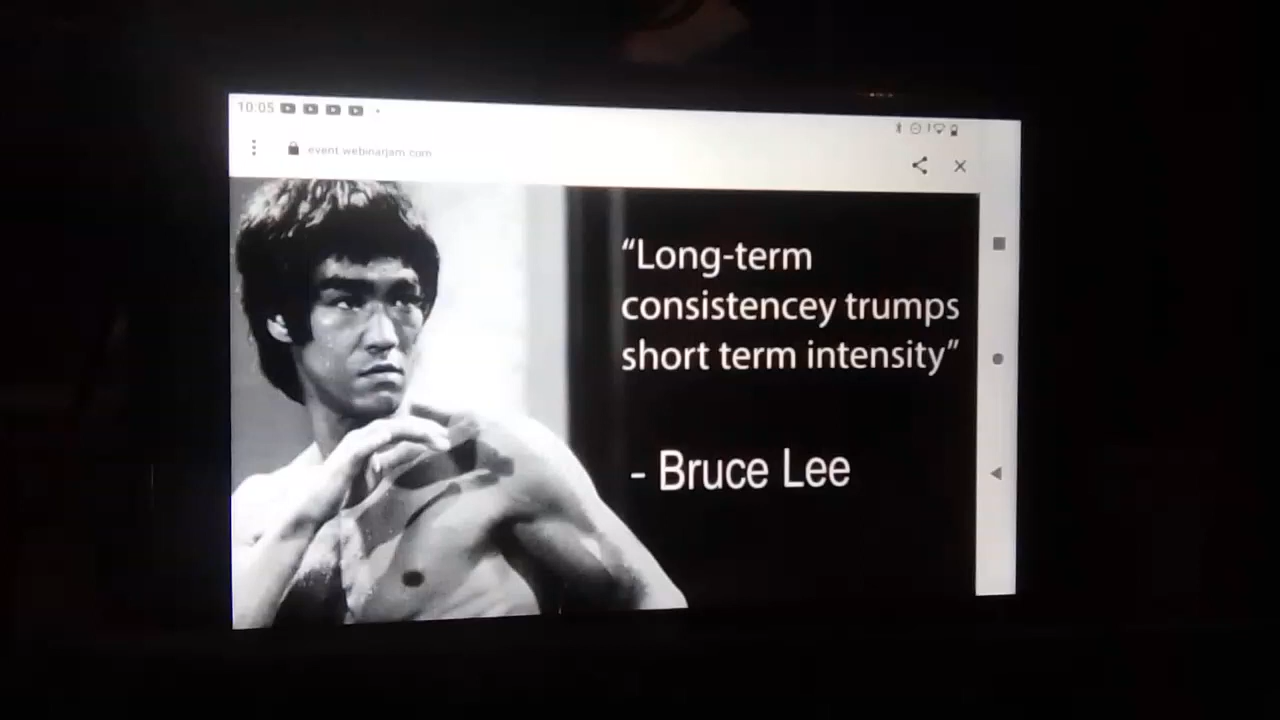 10:05
event.webinarjam.com
“Long-term
consistencey trumps
short term intensity”
- Bruce Lee